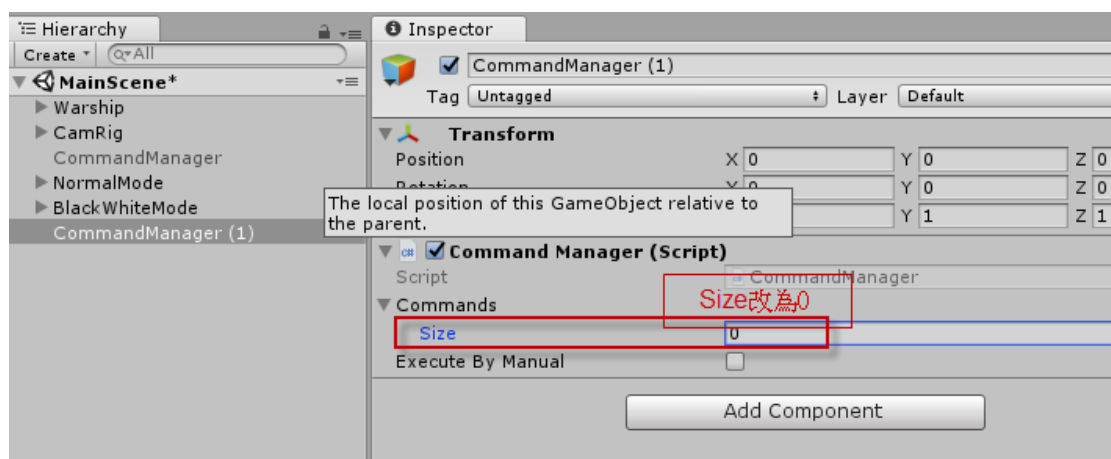 Hierarchy
Create
All
MainScene*
Warship
CamRig
CommandManager
NormalMode
BlackWhiteMode
CommandManager (1)
Inspector
CommandManager (1)
Tag Untagged Layer Default
Transform
Position X 0 Y 0 Z 0
Rotation X 0 Y 0 Z 0
The local position of this GameObject relative to
the parent.
Y 1 Z 1
Command Manager (Script)
Script CommandManager
Commands
Size改為0
Size 0
Execute By Manual
Add Component